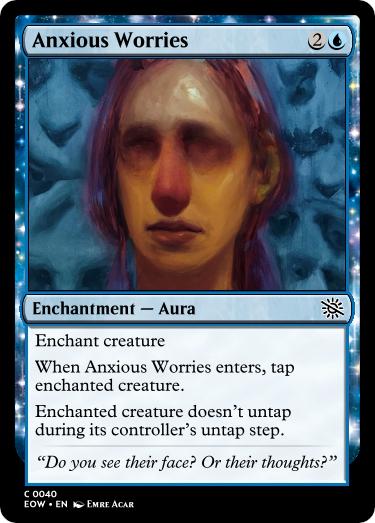 Anxious Worries 2
Enchantment — Aura
Enchant creature
When Anxious Worries enters, tap
enchanted creature.
Enchanted creature doesn't untap
during its controller's untap step.
“Do you see their face? Or their thoughts?”
C 0040
EOW • EN Emre Acar